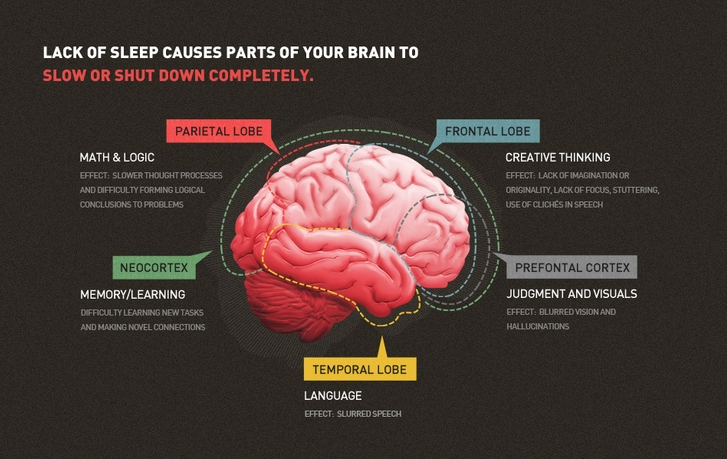 LACK OF SLEEP CAUSES PARTS OF YOUR BRAIN TO
SLOW OR SHUT DOWN COMPLETELY.
PARIETAL LOBE
MATH & LOGIC
EFFECT: SLOWER THOUGHT PROCESSES
AND DIFFICULTY FORMING LOGICAL
CONCLUSIONS TO PROBLEMS
FRONTAL LOBE
CREATIVE THINKING
EFFECT: LACK OF IMAGINATION OR
ORIGINALITY, LACK OF FOCUS, STUTTERING,
USE OF CLICHÉS IN SPEECH
NEOCORTEX
MEMORY/LEARNING
DIFFICULTY LEARNING NEW TASKS
AND MAKING NOVEL CONNECTIONS
PREFONTAL CORTEX
JUDGMENT AND VISUALS
EFFECT: BLURRED VISION AND
HALLUCINATIONS
TEMPORAL LOBE
LANGUAGE
EFFECT: SLURRED SPEECH